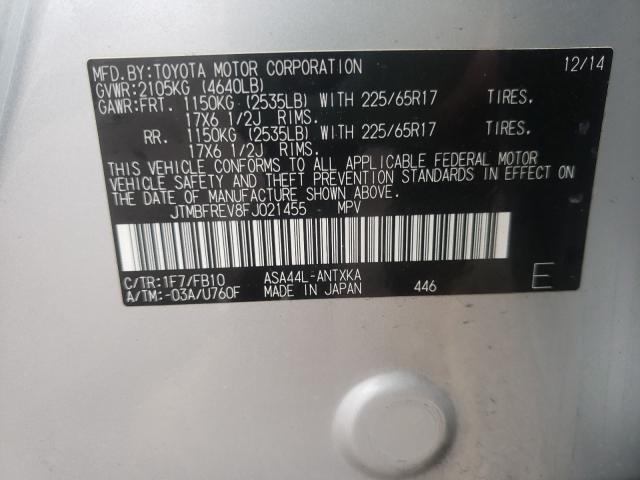 MFD.BY:TOYOTA MOTOR CORPORATION 12/14
GVWR:2105KG (4640LB)
GAWR:FRT. 1150KG (2535LB) WITH 225/65R17 TIRES.
17X6 1/2J RIMS.
RR. 1150KG (2535LB) WITH 225/65R17 TIRES.
17X6 1/2J RIMS.
THIS VEHICLE CONFORMS TO ALL APPLICABLE FEDERAL MOTOR
VEHICLE SAFETY AND THEFT PREVENTION STANDARDS IN EFFECT ON
THE DATE OF MANUFACTURE SHOWN ABOVE.
JTMBFREV8FJ021455 MPV
C/TR:1F7/FB10 ASA44L-ANTXKA
A/TM:-03A/U760F MADE IN JAPAN 446 E